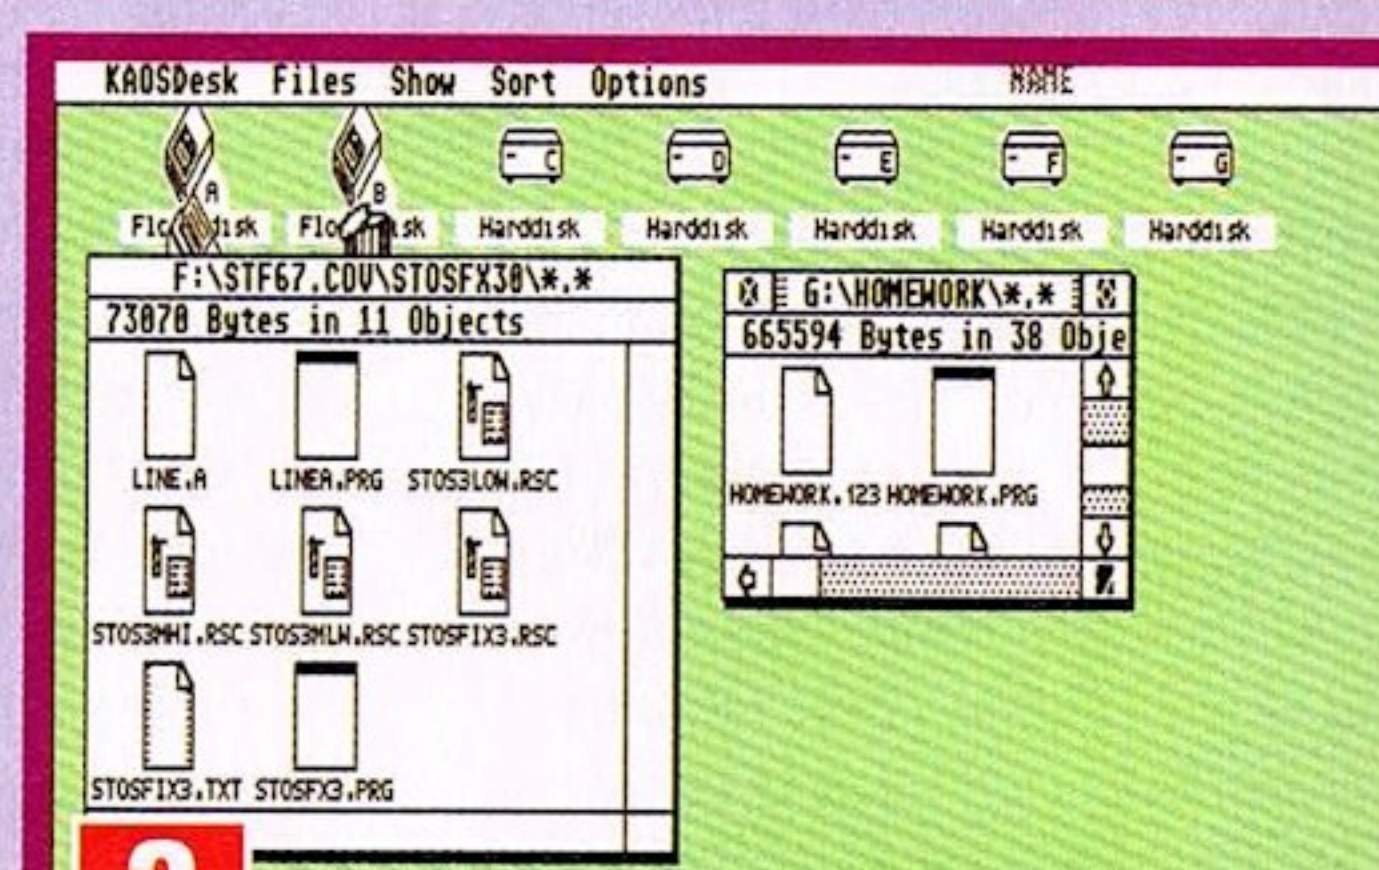 KAOSDesk Files Show Sort Options NAME
A B C D E F G
Harddisk Harddisk Harddisk Harddisk Harddisk
F:\STF67.COV\STOSFX30\*.*
73070 Bytes in 11 Objects
LINE.A LINEA.PRG STOS3LOW.RSC
STOS3MHI.RSC STOS3MLW.RSC STOSFIX3.RSC
STOSFIX3.TXT STOSFX3.PRG
G:\HOMEWORK\*.*
665594 Bytes in 38 Obje
HOMEWORK.123 HOMEWORK.PRG